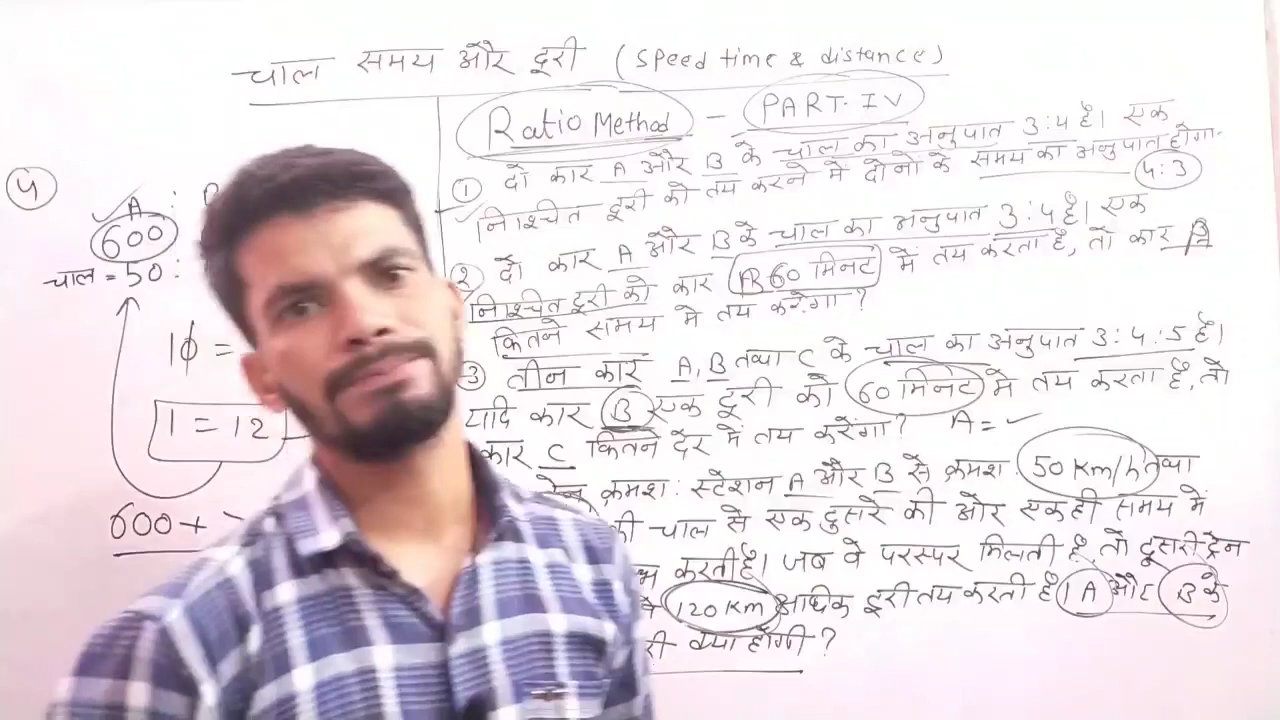 चाल समय और दूरी (Speed time & distance)
Ratio Method - PART-IV
① दो कार A और B के चाल का अनुपात 3:4 है। एक
निश्चित दूरी को तय करने में दोनो के समय का अनुपात होगा-
4:3
② दो कार A और B के चाल का अनुपात 3:4 है। एक
निश्चित दूरी को कार 60 मिनट में तय करता है, तो कार
कितने समय में तय करेंगा?
③ तीन कार A, B तथा C के चाल का अनुपात 3:4:5 है।
यदि कार B एक दूरी को 60 मिनट में तय करता है, तो
कार C कितने देर में तय करेंगा? A = ✓
क्रमश: स्टेशन A और B से क्रमश 50 Km/h तथा
की चाल से एक दुसरे की और एक ही समय में
करती है। जब वे परस्पर मिलती है, तो दूसरी ट्रेन
120 Km अधिक दूरी तय करती है। A और B के
क्या होगी?
④
A :
600
चाल = 50 :
10 =
1 = 12
600 +